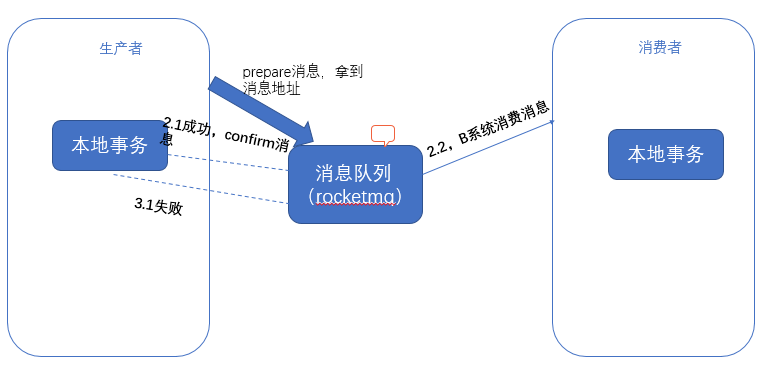 生产者
消费者
prepare消息，拿到
消息地址
2.1成功，confirm消
息
本地事务
消息队列
（rocketmq）
2.2，B系统消费消息
本地事务
3.1失败